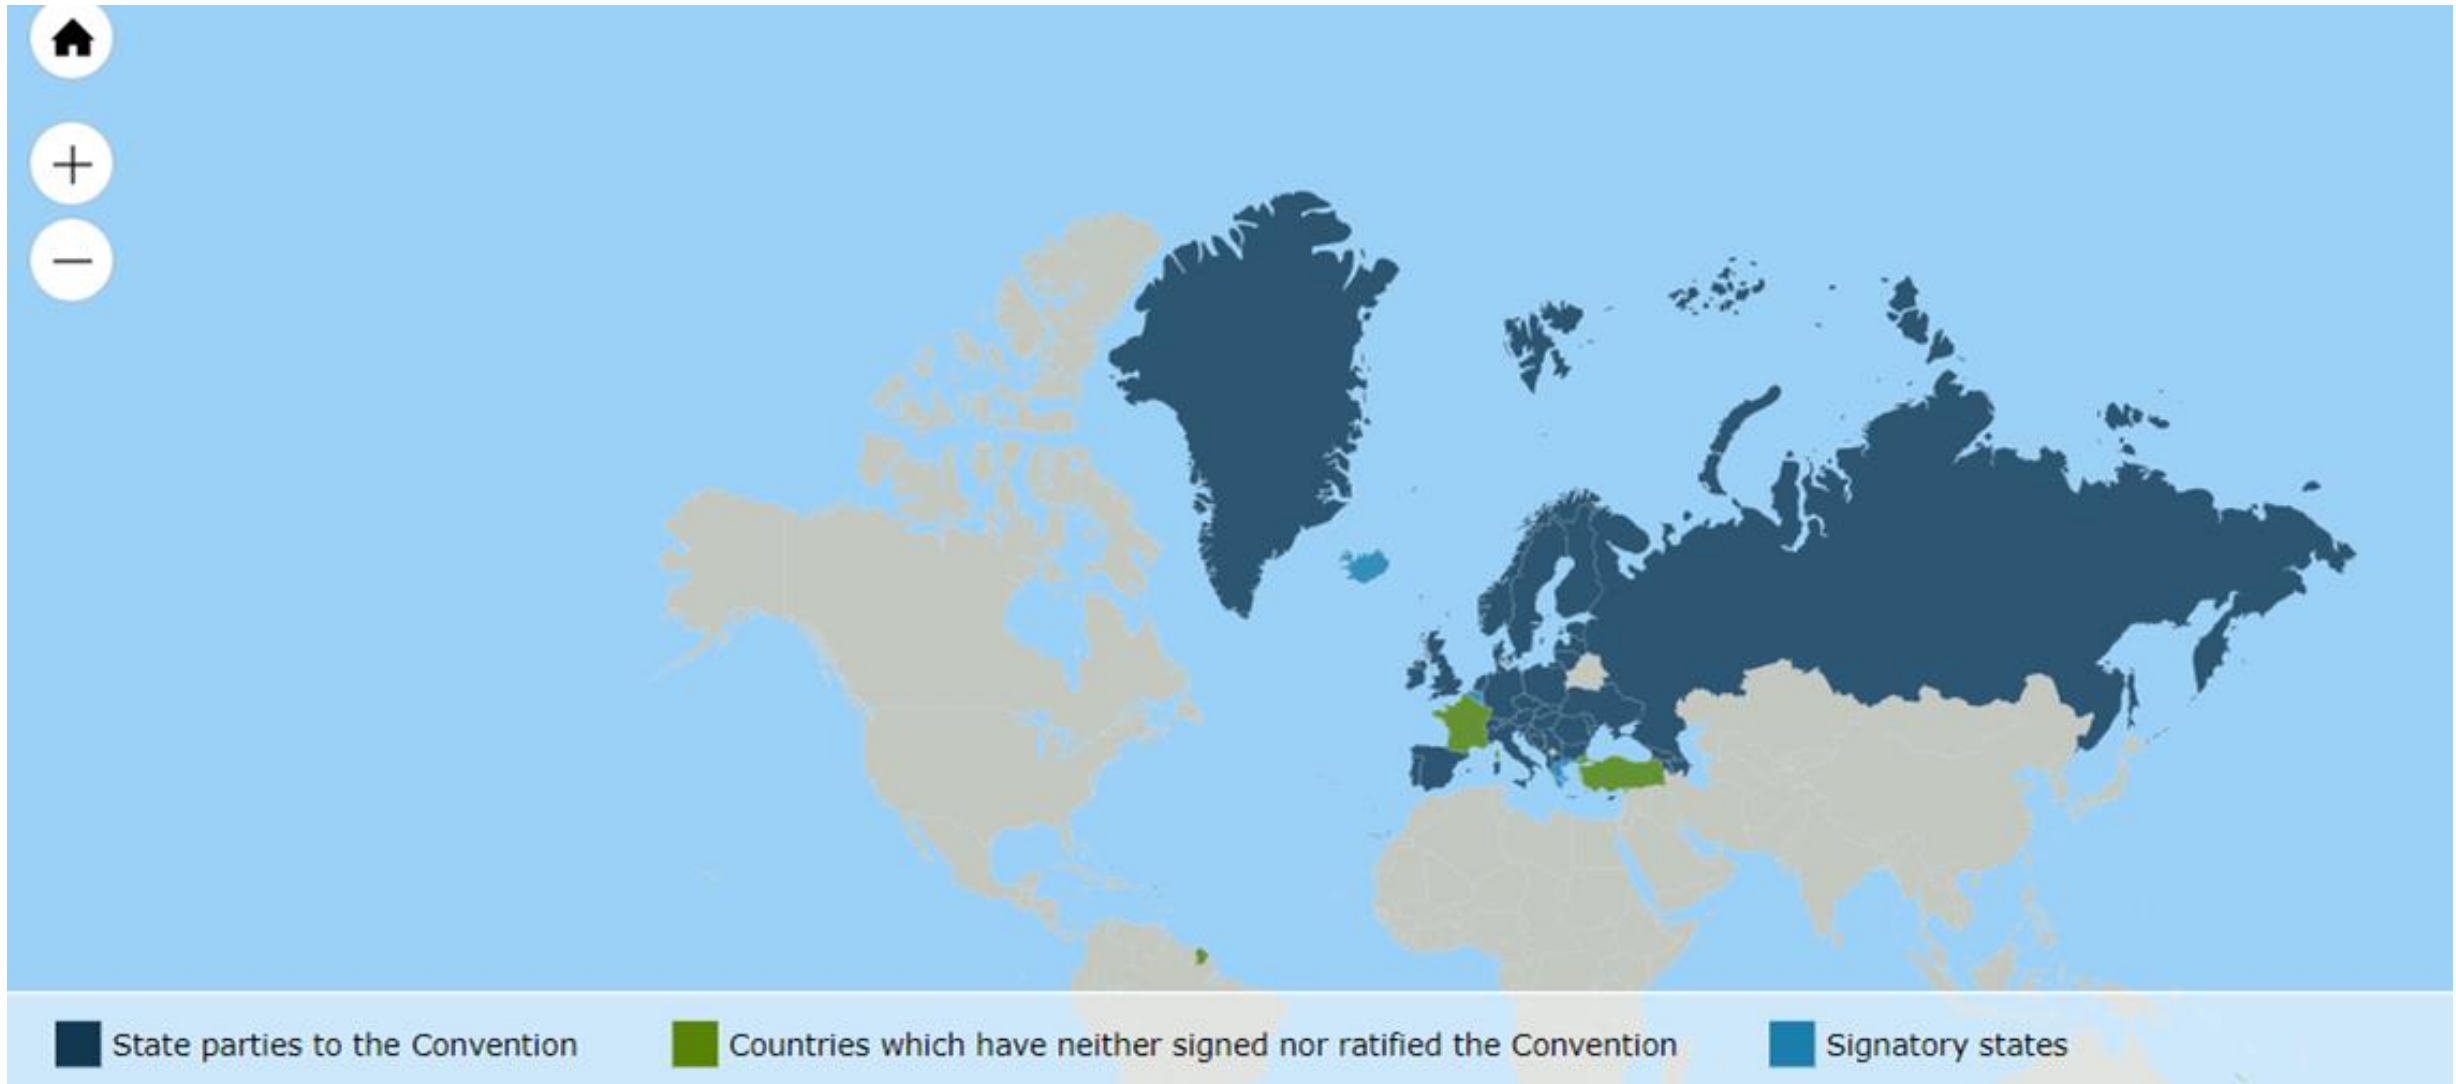 State parties to the Convention
Countries which have neither signed nor ratified the Convention
Signatory states